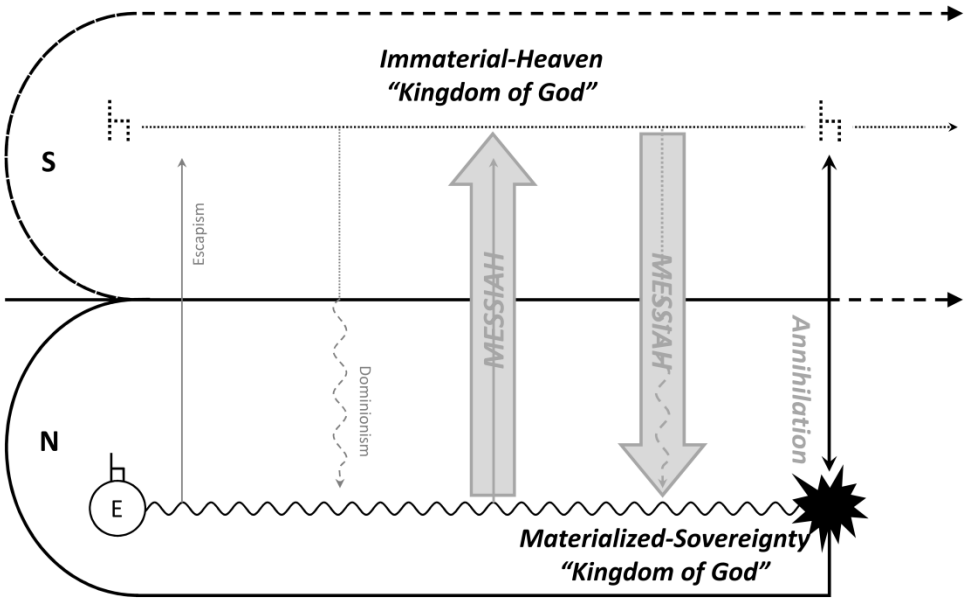 Immaterial-Heaven
“Kingdom of God”
S
Escapism
MESSIAH
MESSIAH
Annihilation
Dominionism
N
E
Materialized-Sovereignty
“Kingdom of God”